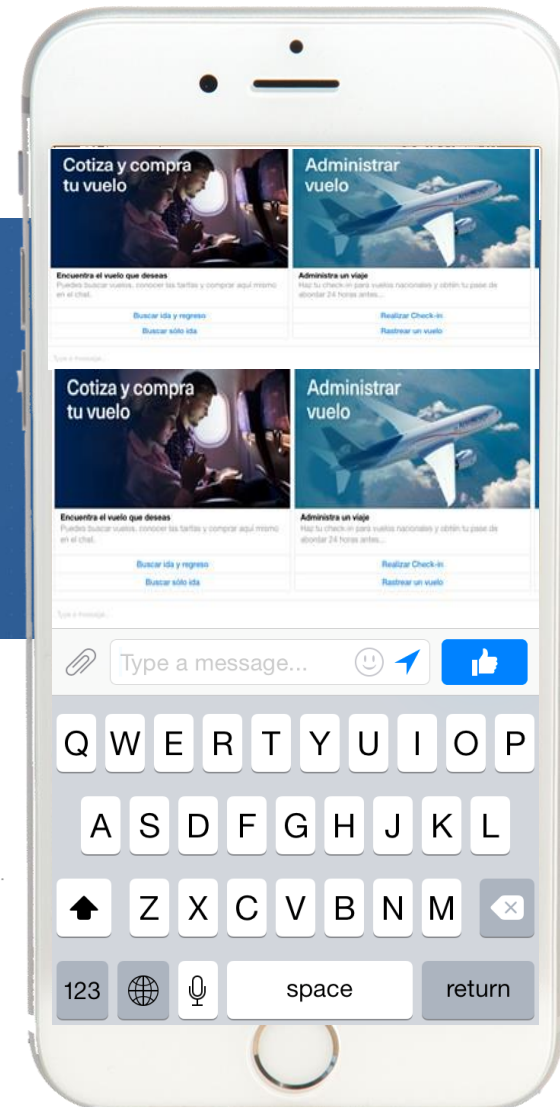 Cotiza y compra
tu vuelo
Administrar
vuelo
Encuentra el vuelo que deseas
Puedes buscar vuelos, conocer las tarifas y comprar aquí mismo
en el chat.
Buscar ida y regreso
Buscar sólo ida
Administra un viaje
Haz tu check-in para vuelos nacionales y obtén tu pase de
abordar 24 horas antes...
Realizar Check-in
Rastrear un vuelo
Type a message...
Cotiza y compra
tu vuelo
Administrar
vuelo
Encuentra el vuelo que deseas
Puedes buscar vuelos, conocer las tarifas y comprar aquí mismo
en el chat.
Buscar ida y regreso
Buscar sólo ida
Administra un viaje
Haz tu check-in para vuelos nacionales y obtén tu pase de
abordar 24 horas antes...
Realizar Check-in
Rastrear un vuelo
Type a message...
Type a message...
Q W E R T Y U I O P
A S D F G H J K L
Z X C V B N M
123 space return